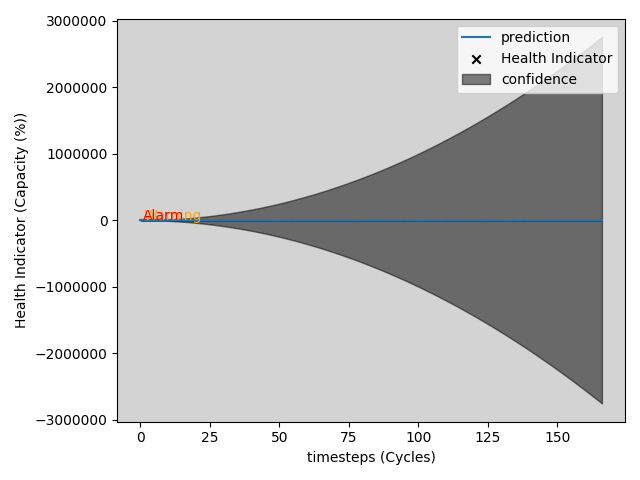 3000000
2000000
1000000
0
−1000000
−2000000
−3000000
Health Indicator (Capacity (%))
prediction
Health Indicator
confidence
Alarm
0
25
50
75
100
125
150
timesteps (Cycles)